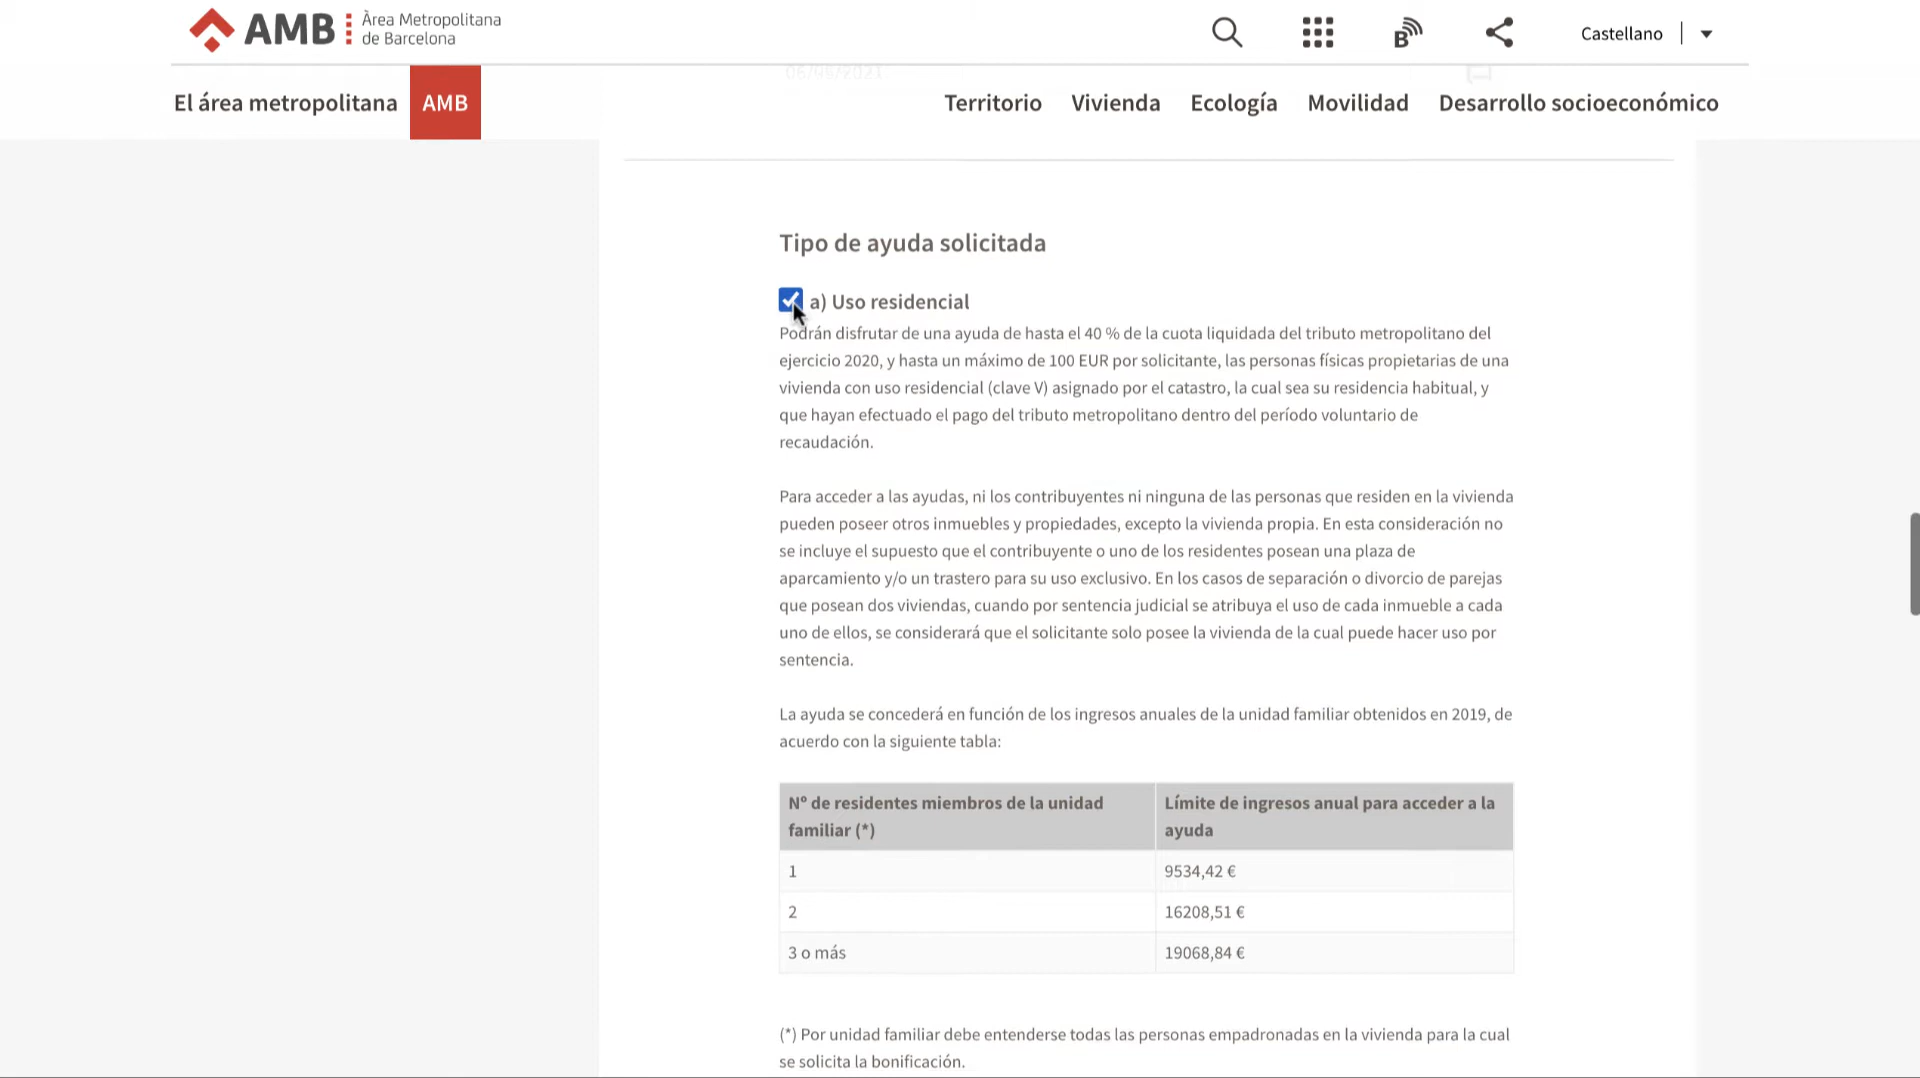 AMB Àrea Metropolitana
de Barcelona
Castellano
El área metropolitana AMB Territorio Vivienda Ecología Movilidad Desarrollo socioeconómico
Tipo de ayuda solicitada
a) Uso residencial
Podrán disfrutar de una ayuda de hasta el 40 % de la cuota liquidada del tributo metropolitano del
ejercicio 2020, y hasta un máximo de 100 EUR por solicitante, las personas físicas propietarias de una
vivienda con uso residencial (clave V) asignado por el catastro, la cual sea su residencia habitual, y
que hayan efectuado el pago del tributo metropolitano dentro del período voluntario de
recaudación.
Para acceder a las ayudas, ni los contribuyentes ni ninguna de las personas que residen en la vivienda
pueden poseer otros inmuebles y propiedades, excepto la vivienda propia. En esta consideración no
se incluye el supuesto que el contribuyente o uno de los residentes posean una plaza de
aparcamiento y/o un trastero para su uso exclusivo. En los casos de separación o divorcio de parejas
que posean dos viviendas, cuando por sentencia judicial se atribuya el uso de cada inmueble a cada
uno de ellos, se considerará que el solicitante solo posee la vivienda de la cual puede hacer uso por
sentencia.
La ayuda se concederá en función de los ingresos anuales de la unidad familiar obtenidos en 2019, de
acuerdo con la siguiente tabla:
Nº de residentes miembros de la unidad
familiar (*)
Límite de ingresos anual para acceder a la
ayuda
1 9534,42 €
2 16208,51 €
3 o más 19068,84 €
(*) Por unidad familiar debe entenderse todas las personas empadronadas en la vivienda para la cual
se solicita la bonificación.